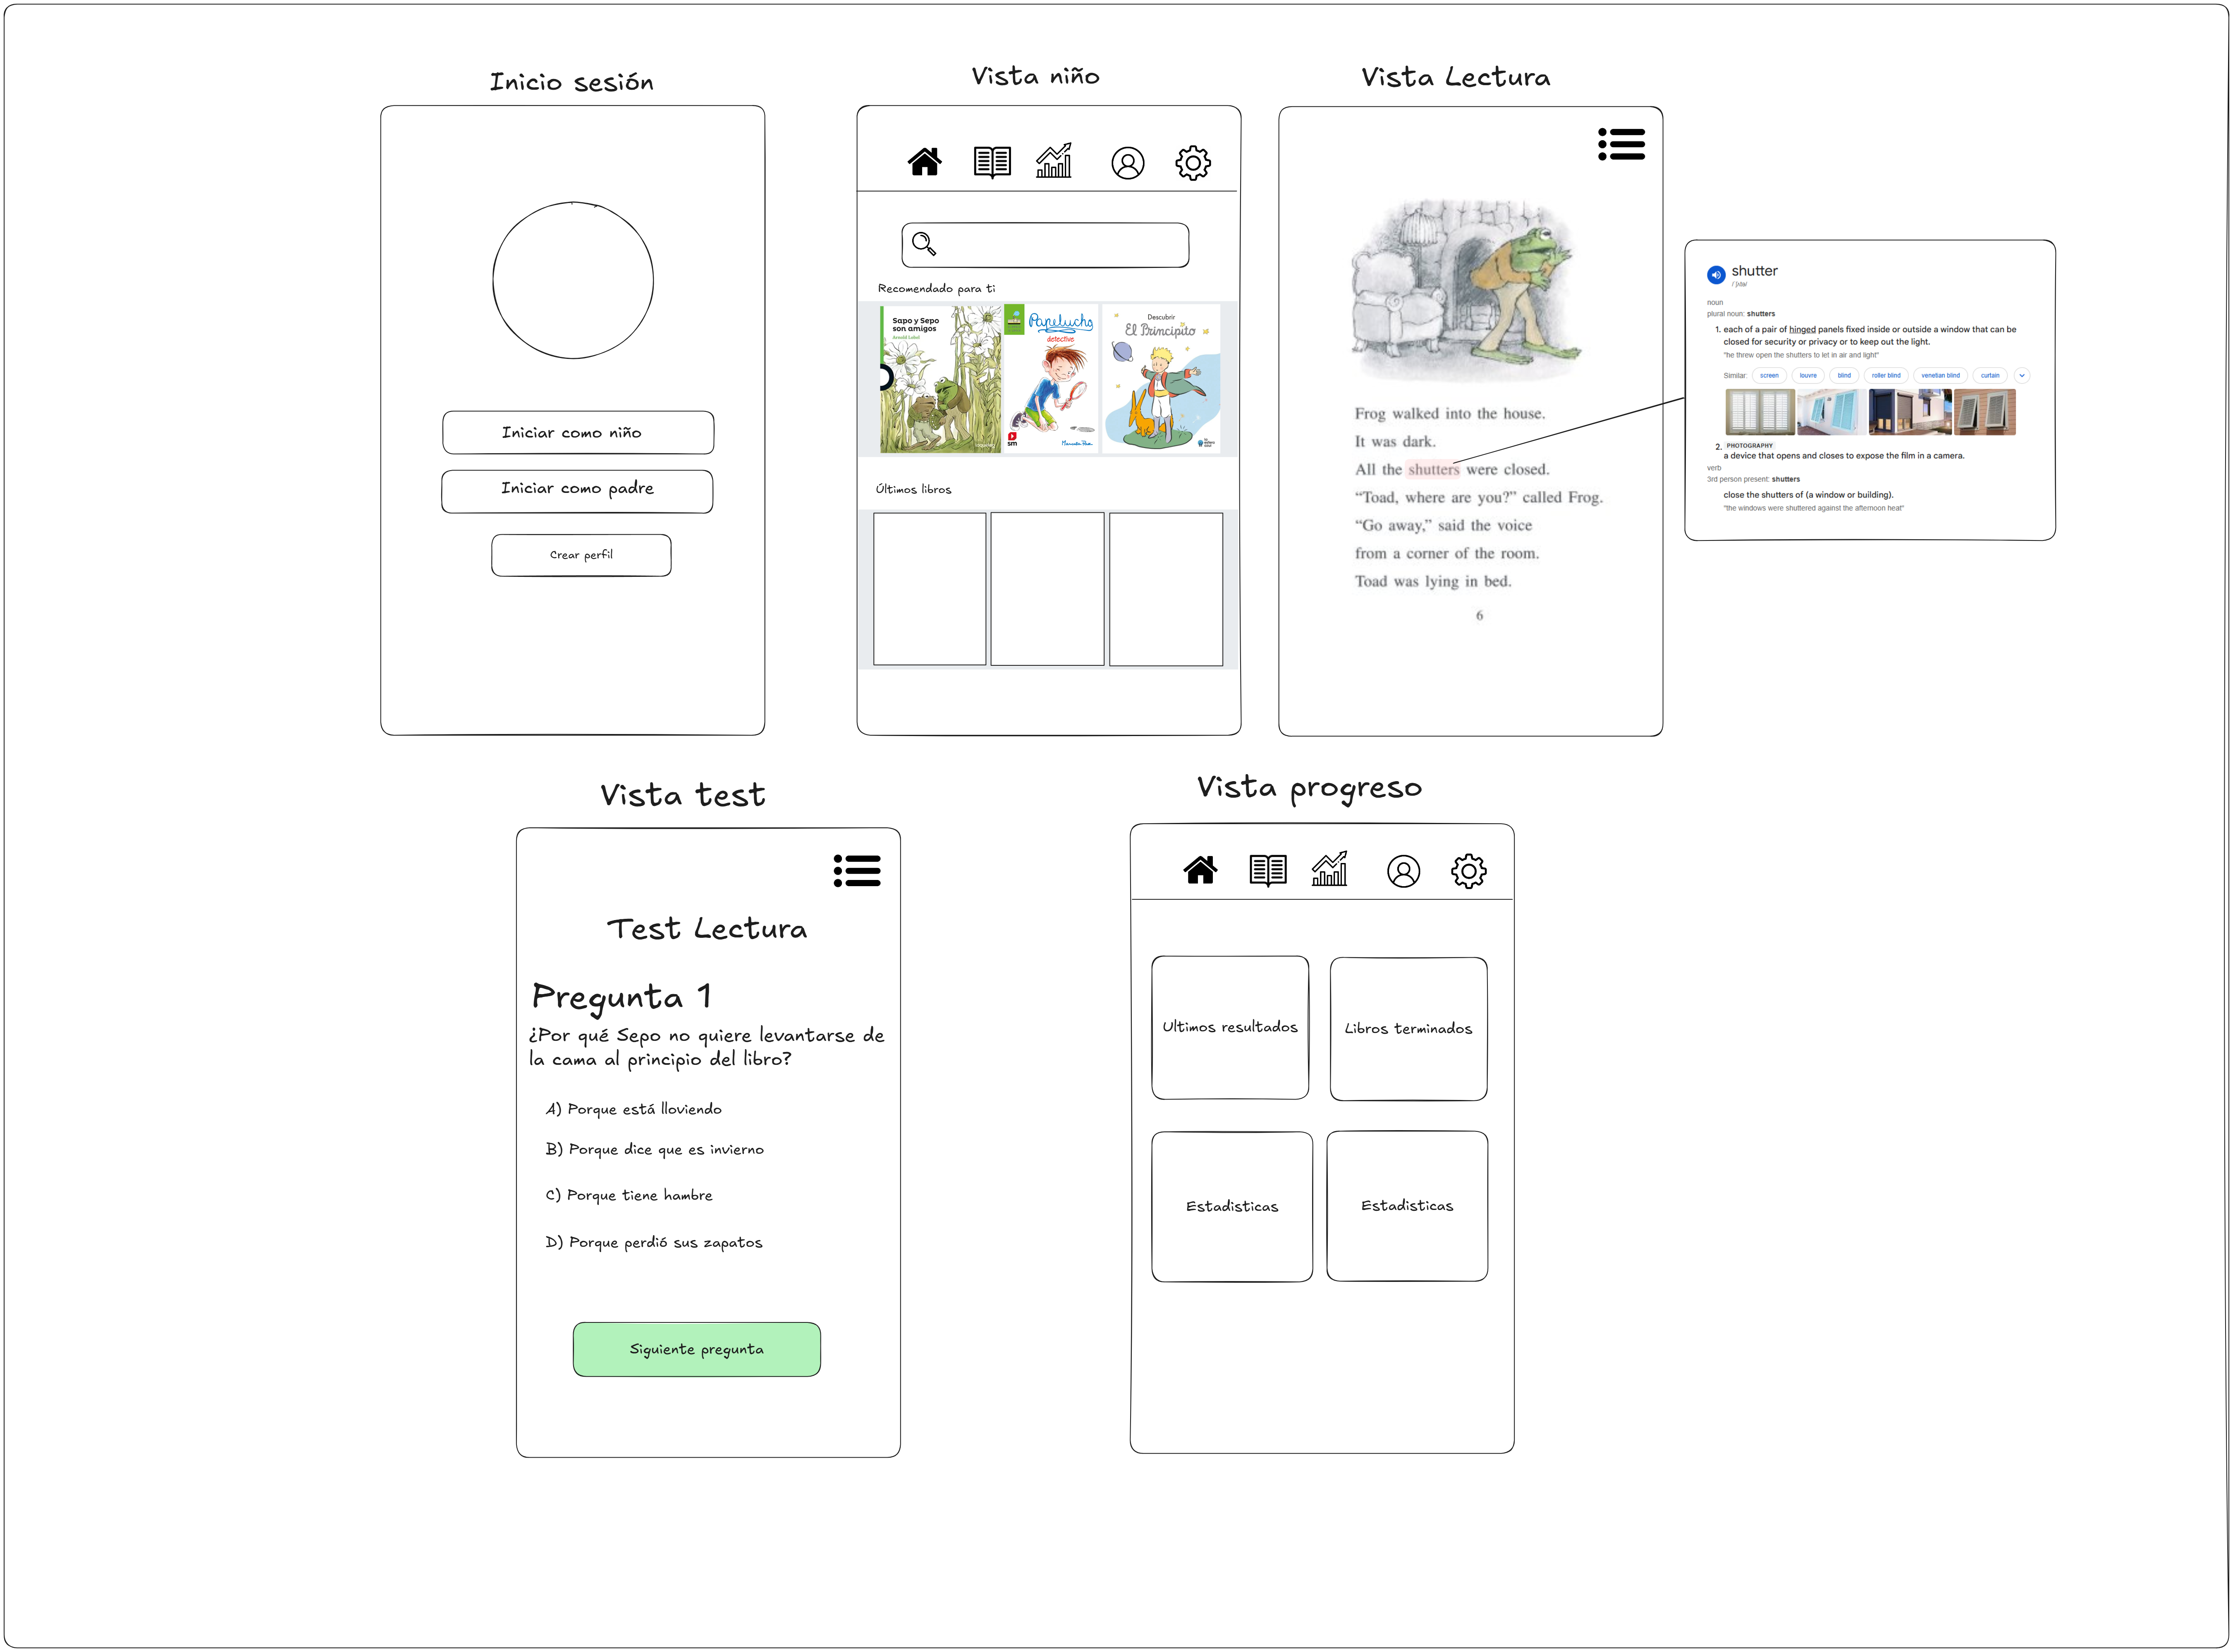 Inicio sesión
Iniciar como niño
Iniciar como padre
Crear perfil
Vista niño
Recomendado para ti
Sapo y Sepo
son amigos
Arnold Lobel
Papelucho
detective
sm
Descubrir
El Principito
Últimos libros
Vista Lectura
Frog walked into the house.
It was dark.
All the shutters were closed.
“Toad, where are you?” called Frog.
“Go away,” said the voice
from a corner of the room.
Toad was lying in bed.
6
shutter
noun
plural noun: shutters
1. each of a pair of hinged panels fixed inside or outside a window that can be
closed for security or privacy or to keep out the light.
"he threw open the shutters to let in air and light"
Similar: screen louvre blind roller blind venetian blind curtain
2. PHOTOGRAPHY
a device that opens and closes to expose the film in a camera.
verb
3rd person present: shutters
close the shutters of (a window or building).
"the windows were shuttered against the afternoon heat"
Vista test
Test Lectura
Pregunta 1
¿Por qué Sepo no quiere levantarse de
la cama al principio del libro?
A) Porque está lloviendo
B) Porque dice que es invierno
C) Porque tiene hambre
D) Porque perdió sus zapatos
Siguiente pregunta
Vista progreso
Ultimos resultados
Libros terminados
Estadisticas
Estadisticas